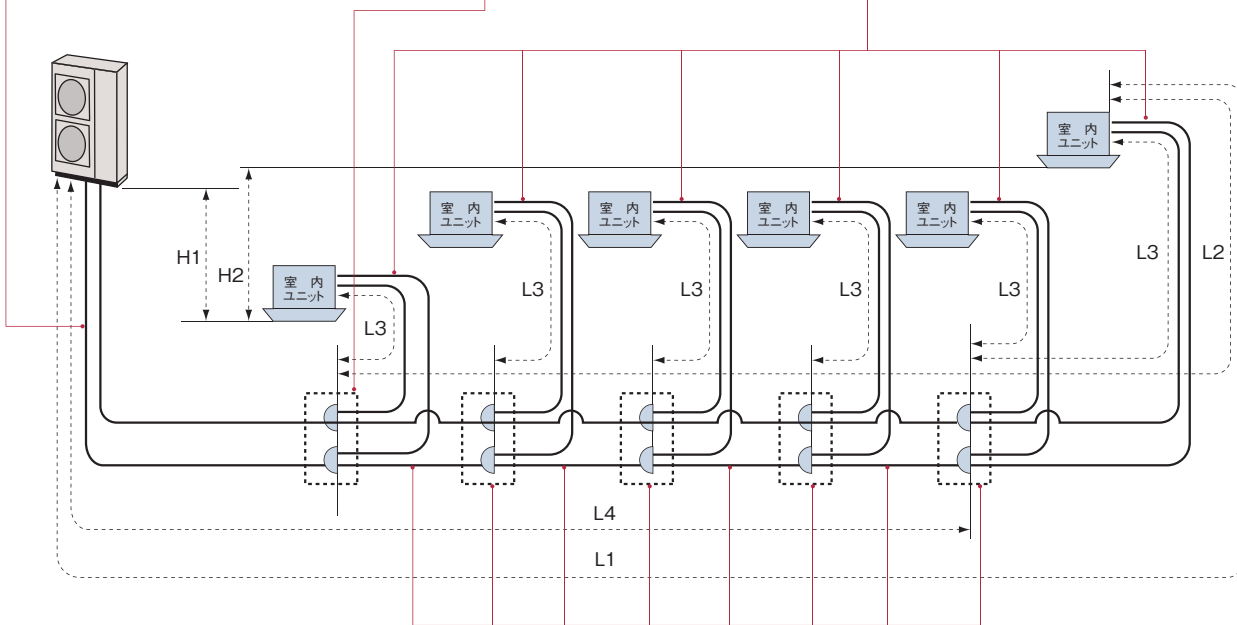 室 内
ユニット
室 内
ユニット
室 内
ユニット
室 内
ユニット
室 内
ユニット
H1
H2
室 内
ユニット
L3
L3
L3
L3
L3
L3
L2
L4
L1